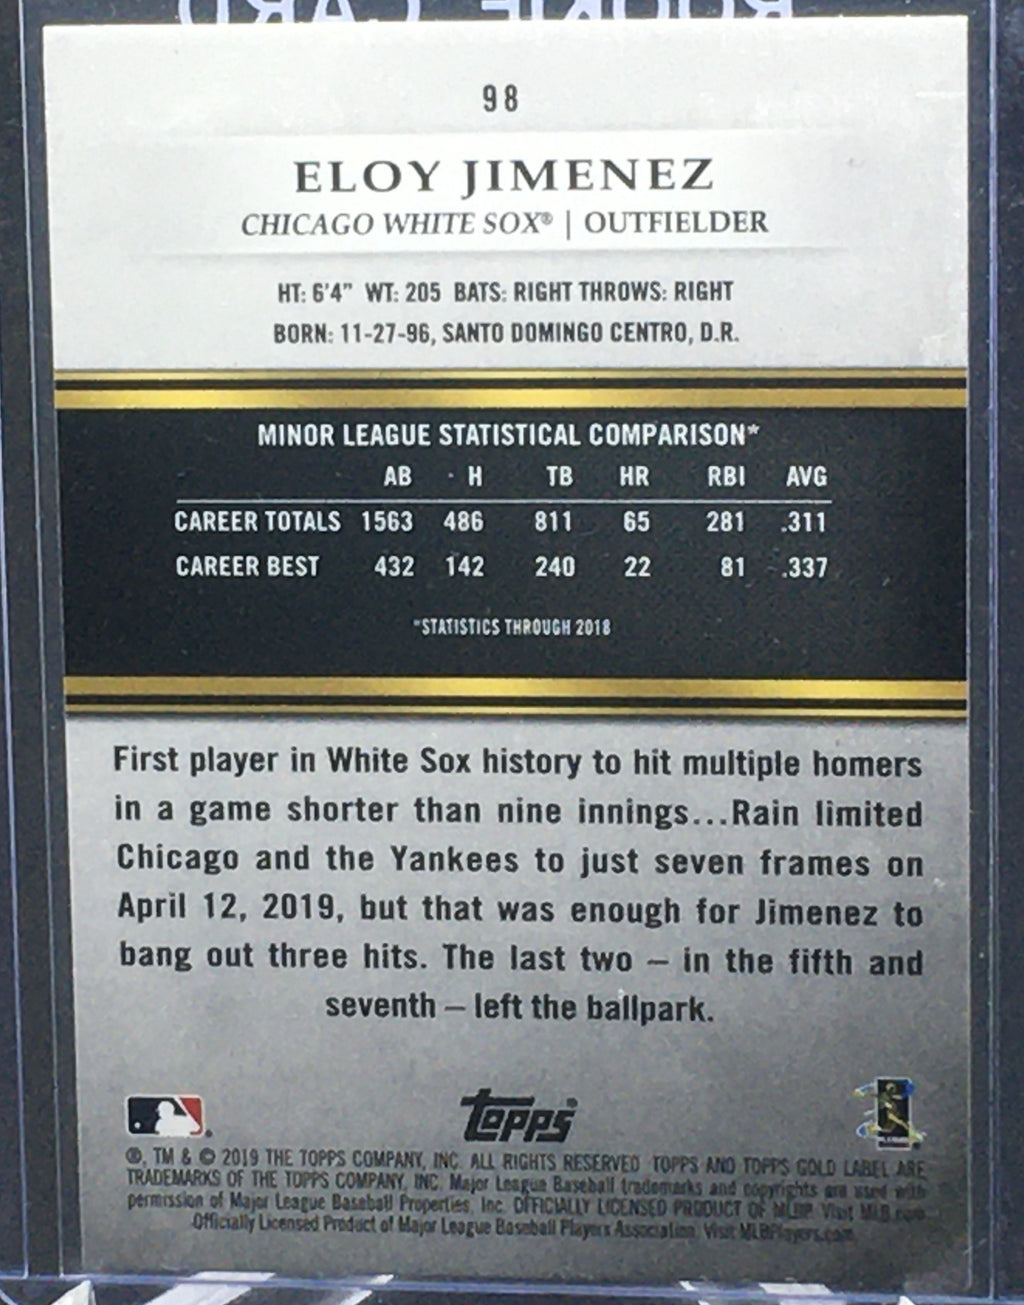 ROOKIE CARD
98
ELOY JIMENEZ
CHICAGO WHITE SOX® | OUTFIELDER
HT: 6'4" WT: 205 BATS: RIGHT THROWS: RIGHT
BORN: 11-27-96, SANTO DOMINGO CENTRO, D.R.
MINOR LEAGUE STATISTICAL COMPARISON*
AB H TB HR RBI AVG
CAREER TOTALS 1563 486 811 65 281 .311
CAREER BEST 432 142 240 22 81 .337
*STATISTICS THROUGH 2018
First player in White Sox history to hit multiple homers
in a game shorter than nine innings...Rain limited
Chicago and the Yankees to just seven frames on
April 12, 2019, but that was enough for Jimenez to
bang out three hits. The last two – in the fifth and
seventh – left the ballpark.
Topps
®, TM & © 2019 THE TOPPS COMPANY, INC. ALL RIGHTS RESERVED. TOPPS AND TOPPS GOLD LABEL ARE
TRADEMARKS OF THE TOPPS COMPANY, INC. Major League Baseball trademarks and copyrights are used with
permission of Major League Baseball Properties, Inc. OFFICIALLY LICENSED PRODUCT OF MLBP. Visit MLB.com
Officially Licensed Product of Major League Baseball Players Association. Visit MLBPlayers.com